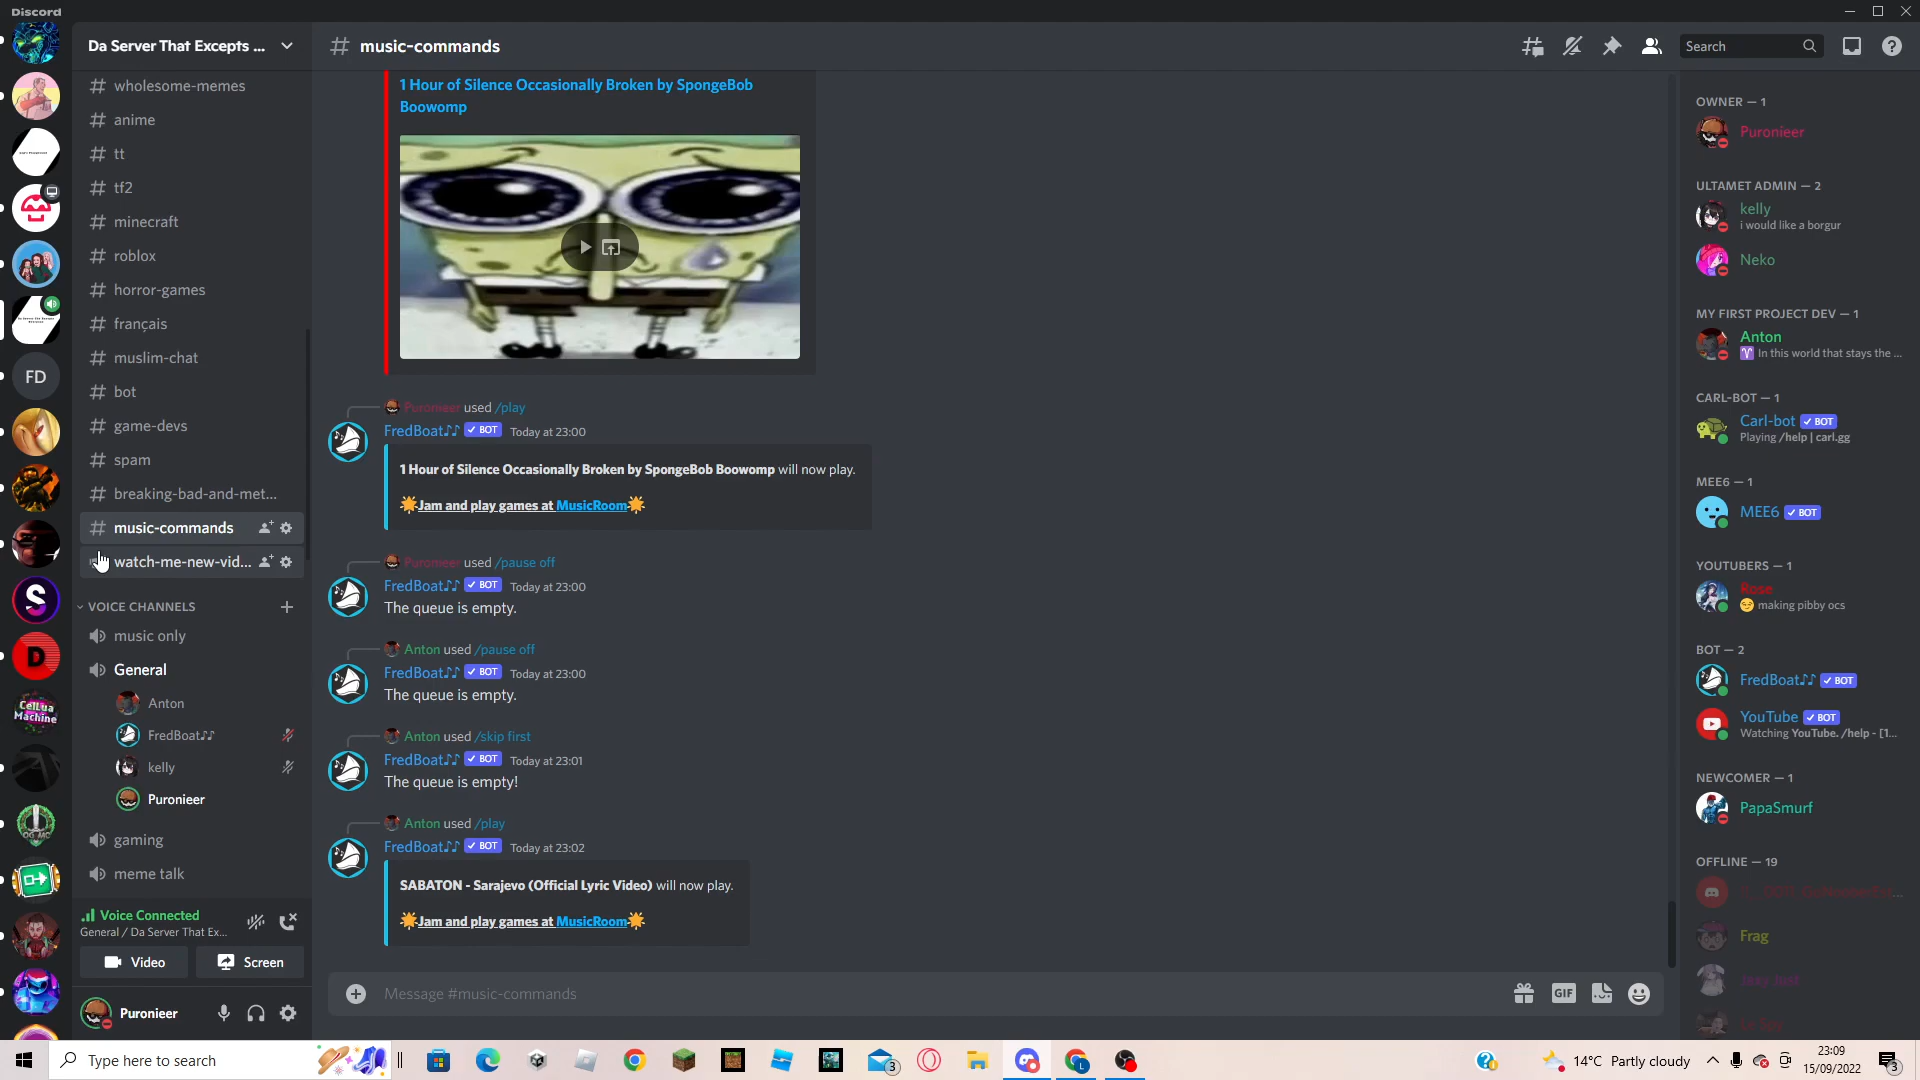 Discord
Da Server That Excepts ...
music-commands
Search
wholesome-memes
anime
tt
tf2
minecraft
roblox
horror-games
français
muslim-chat
bot
game-devs
spam
breaking-bad-and-met...
music-commands
watch-me-new-vid...
VOICE CHANNELS
music only
General
Anton
FredBoat♪♪
kelly
Puronieer
gaming
meme talk
Voice Connected
General / Da Server That Ex...
Video
Screen
Puronieer
FD
S
D
CelLua
Machine
1 Hour of Silence Occasionally Broken by SpongeBob
Boowomp
Puronieer used /play
FredBoat♪♪ ✓ BOT Today at 23:00
1 Hour of Silence Occasionally Broken by SpongeBob Boowomp will now play.
🌟Jam and play games at MusicRoom🌟
Puronieer used /pause off
FredBoat♪♪ ✓ BOT Today at 23:00
The queue is empty.
Anton used /pause off
FredBoat♪♪ ✓ BOT Today at 23:00
The queue is empty.
Anton used /skip first
FredBoat♪♪ ✓ BOT Today at 23:01
The queue is empty!
Anton used /play
FredBoat♪♪ ✓ BOT Today at 23:02
SABATON - Sarajevo (Official Lyric Video) will now play.
🌟Jam and play games at MusicRoom🌟
Message #music-commands
GIF
OWNER — 1
Puronieer
ULTAMET ADMIN — 2
kelly
i would like a borgur
Neko
MY FIRST PROJECT DEV — 1
Anton
♈ In this world that stays the ...
CARL-BOT — 1
Carl-bot ✓ BOT
Playing /help | carl.gg
MEE6 — 1
MEE6 ✓ BOT
YOUTUBERS — 1
Rose
😏 making pibby ocs
BOT — 2
FredBoat♪♪ ✓ BOT
YouTube ✓ BOT
Watching YouTube. /help - [1...
NEWCOMER — 1
PapaSmurf
OFFLINE — 19
Frag
Type here to search
3
14°C Partly cloudy
23:09
15/09/2022
3